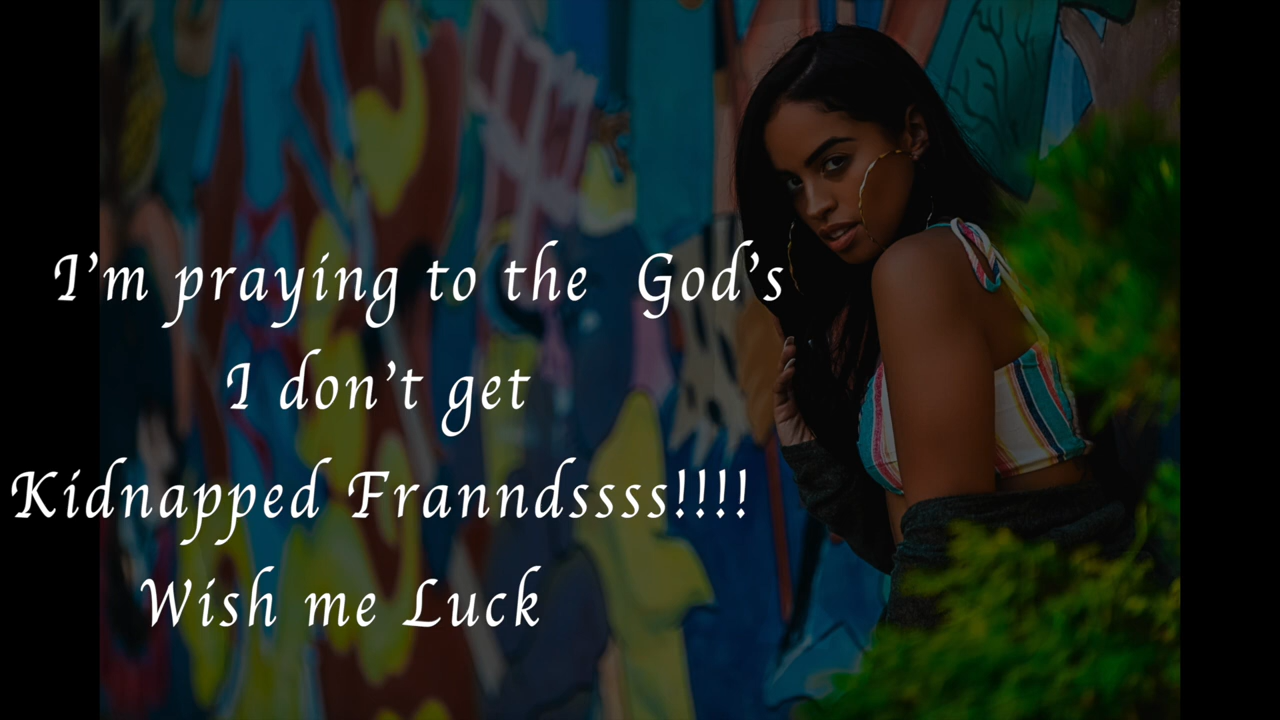 I'm praying to the God's
I don't get
Kidnapped Franndssss!!!!
Wish me Luck